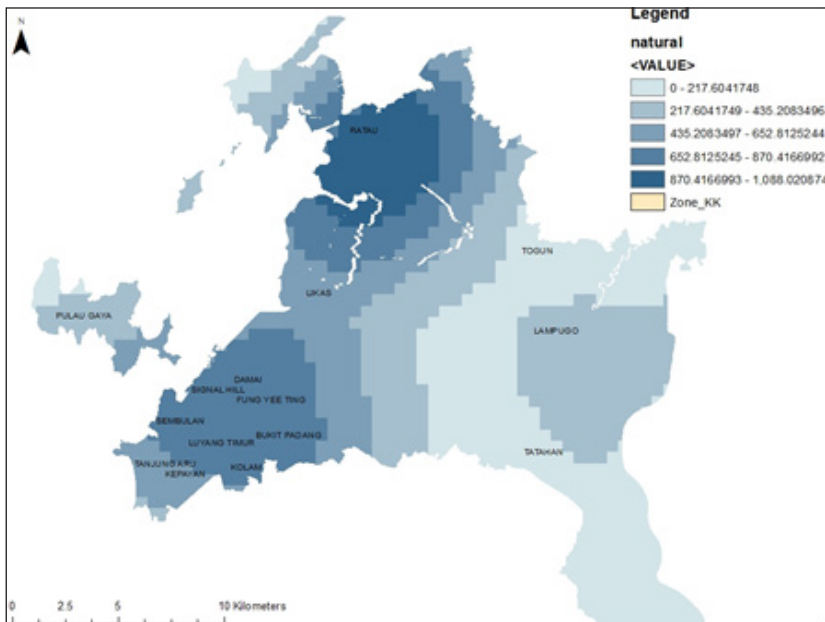 N
Legend
natural
<VALUE>
0 - 217.6041748
217.6041749 - 435.2083496
435.2083497 - 652.8125244
652.8125245 - 870.4166992
870.4166993 - 1,088.020874
Zone_KK
RATAU
TOGUN
LIKAS
PULAU GAYA
LAMPUGO
DAMAI
SIGNAL HILL
FUNG YEE TING
SEMBULAN
BUKIT PADANG
LUYANG TIMUR
TATAHAN
TANJUNG ARU
KOLAM
KEPAYAN
0 2.5 5 10 Kilometers